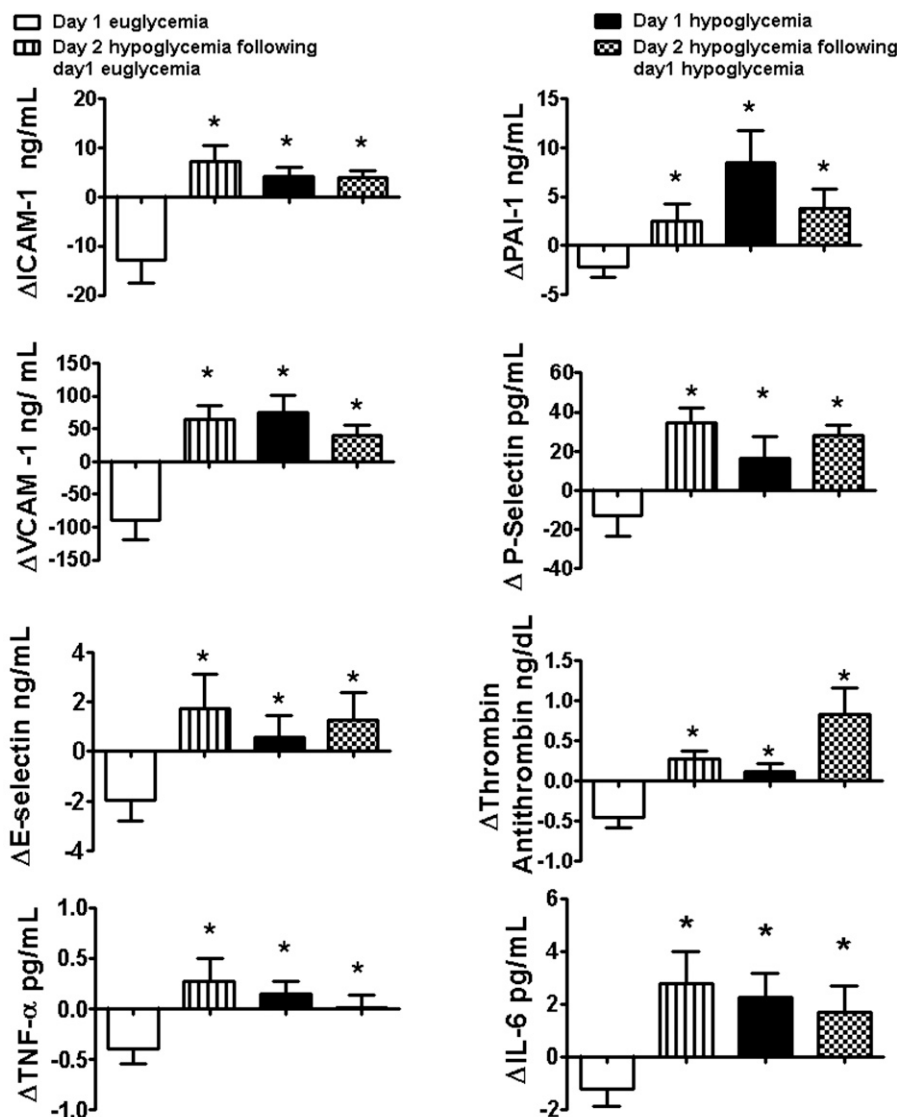 Day 1 euglycemia
Day 2 hypoglycemia following
day1 euglycemia
Day 1 hypoglycemia
Day 2 hypoglycemia following
day1 hypoglycemia
ΔICAM-1 ng/mL
20
10
0
-10
-20
* * *
ΔPAI-1 ng/mL
15
10
5
0
-5
* * *
ΔVCAM -1 ng/ mL
150
100
50
0
-50
-100
-150
* * *
Δ P-Selectin pg/mL
60
40
20
0
-20
-40
* * *
ΔE-selectin ng/mL
4
2
0
-2
-4
* * *
ΔThrombin
Antithrombin ng/dL
1.5
1.0
0.5
0.0
-0.5
-1.0
* * *
ΔTNF-α pg/mL
1.0
0.5
0.0
-0.5
-1.0
* * *
ΔIL-6 pg/mL
6
4
2
0
-2
* * *